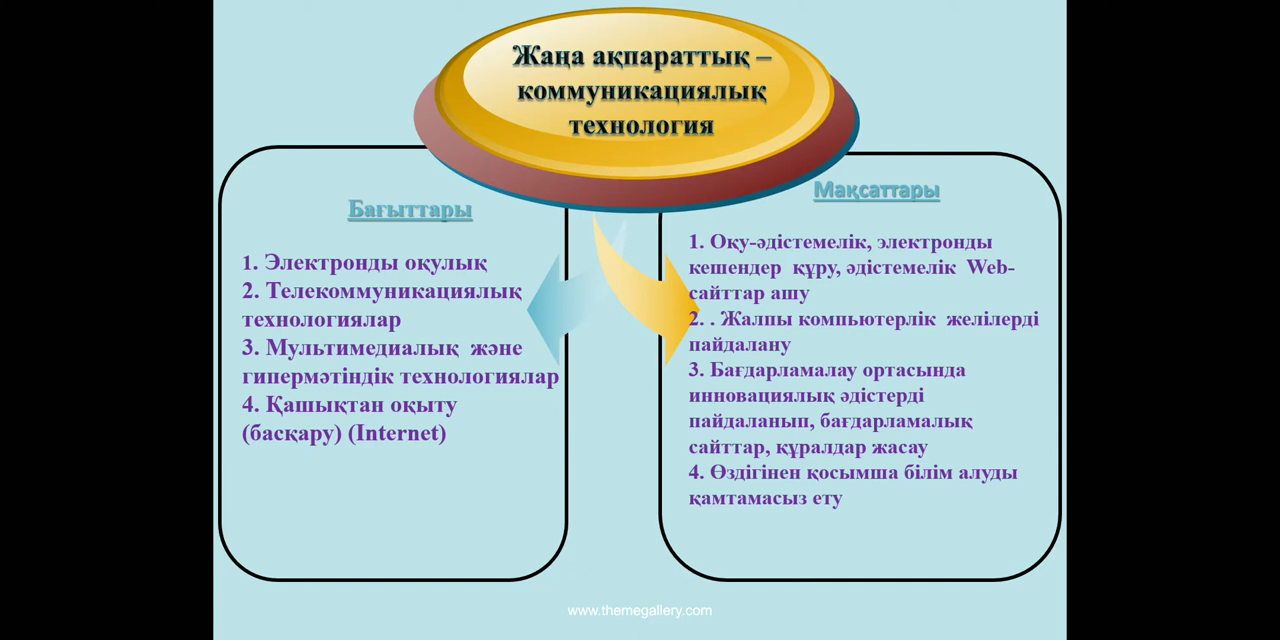 Жаңа ақпараттық –
коммуникациялық
технология
Бағыттары
1. Электронды оқулық
2. Телекоммуникациялық
технологиялар
3. Мультимедиалық және
гипермәтіндік технологиялар
4. Қашықтан оқыту
(басқару) (Internet)
Мақсаттары
1. Оқу-әдістемелік, электронды
кешендер құру, әдістемелік Web-
сайттар ашу
2. . Жалпы компьютерлік желілерді
пайдалану
3. Бағдарламалау ортасында
инновациялық әдістерді
пайдаланып, бағдарламалық
сайттар, құралдар жасау
4. Өздігінен қосымша білім алуды
қамтамасыз ету
www.themegallery.com